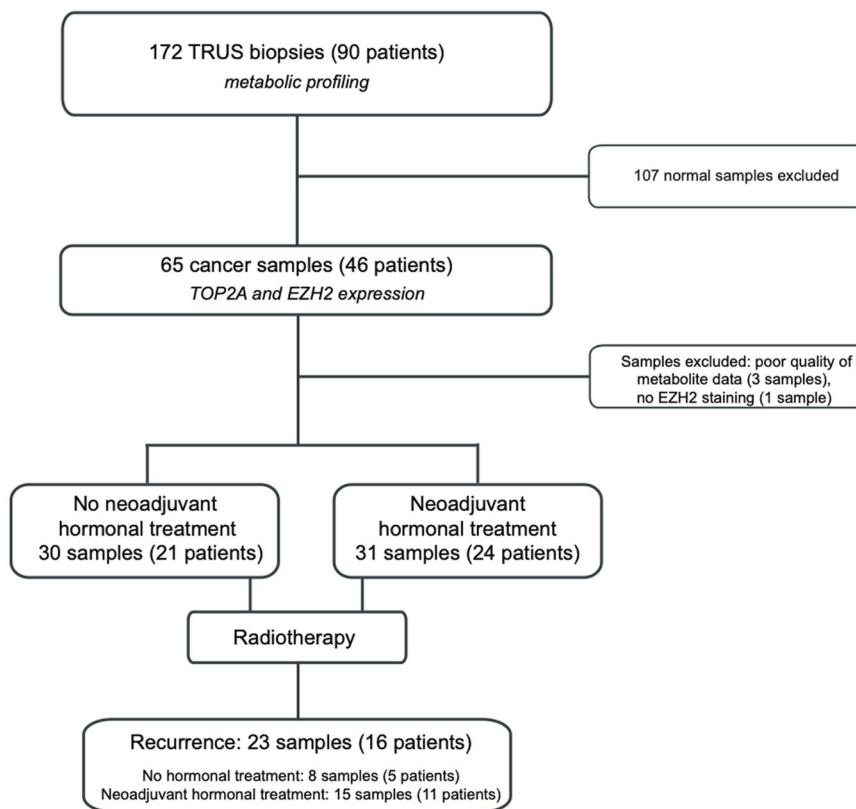 172 TRUS biopsies (90 patients)
metabolic profiling
107 normal samples excluded
65 cancer samples (46 patients)
TOP2A and EZH2 expression
Samples excluded: poor quality of
metabolite data (3 samples),
no EZH2 staining (1 sample)
No neoadjuvant
hormonal treatment
30 samples (21 patients)
Neoadjuvant
hormonal treatment
31 samples (24 patients)
Radiotherapy
Recurrence: 23 samples (16 patients)
No hormonal treatment: 8 samples (5 patients)
Neoadjuvant hormonal treatment: 15 samples (11 patients)